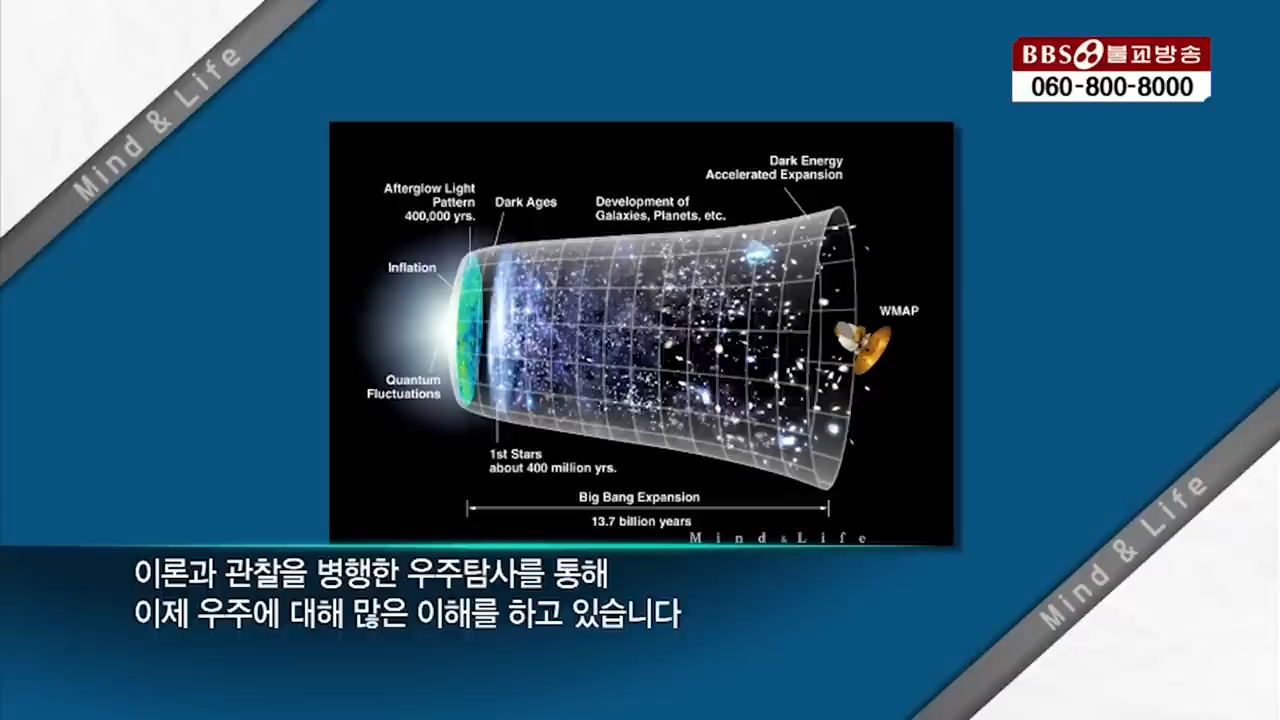 Mind & Life
BBS 불교방송
060-800-8000
Dark Energy
Accelerated Expansion
Afterglow Light
Pattern
400,000 yrs.
Dark Ages
Development of
Galaxies, Planets, etc.
Inflation
WMAP
Quantum
Fluctuations
1st Stars
about 400 million yrs.
Big Bang Expansion
13.7 billion years
Mind & Life
이론과 관찰을 병행한 우주탐사를 통해
이제 우주에 대해 많은 이해를 하고 있습니다
Mind & Life